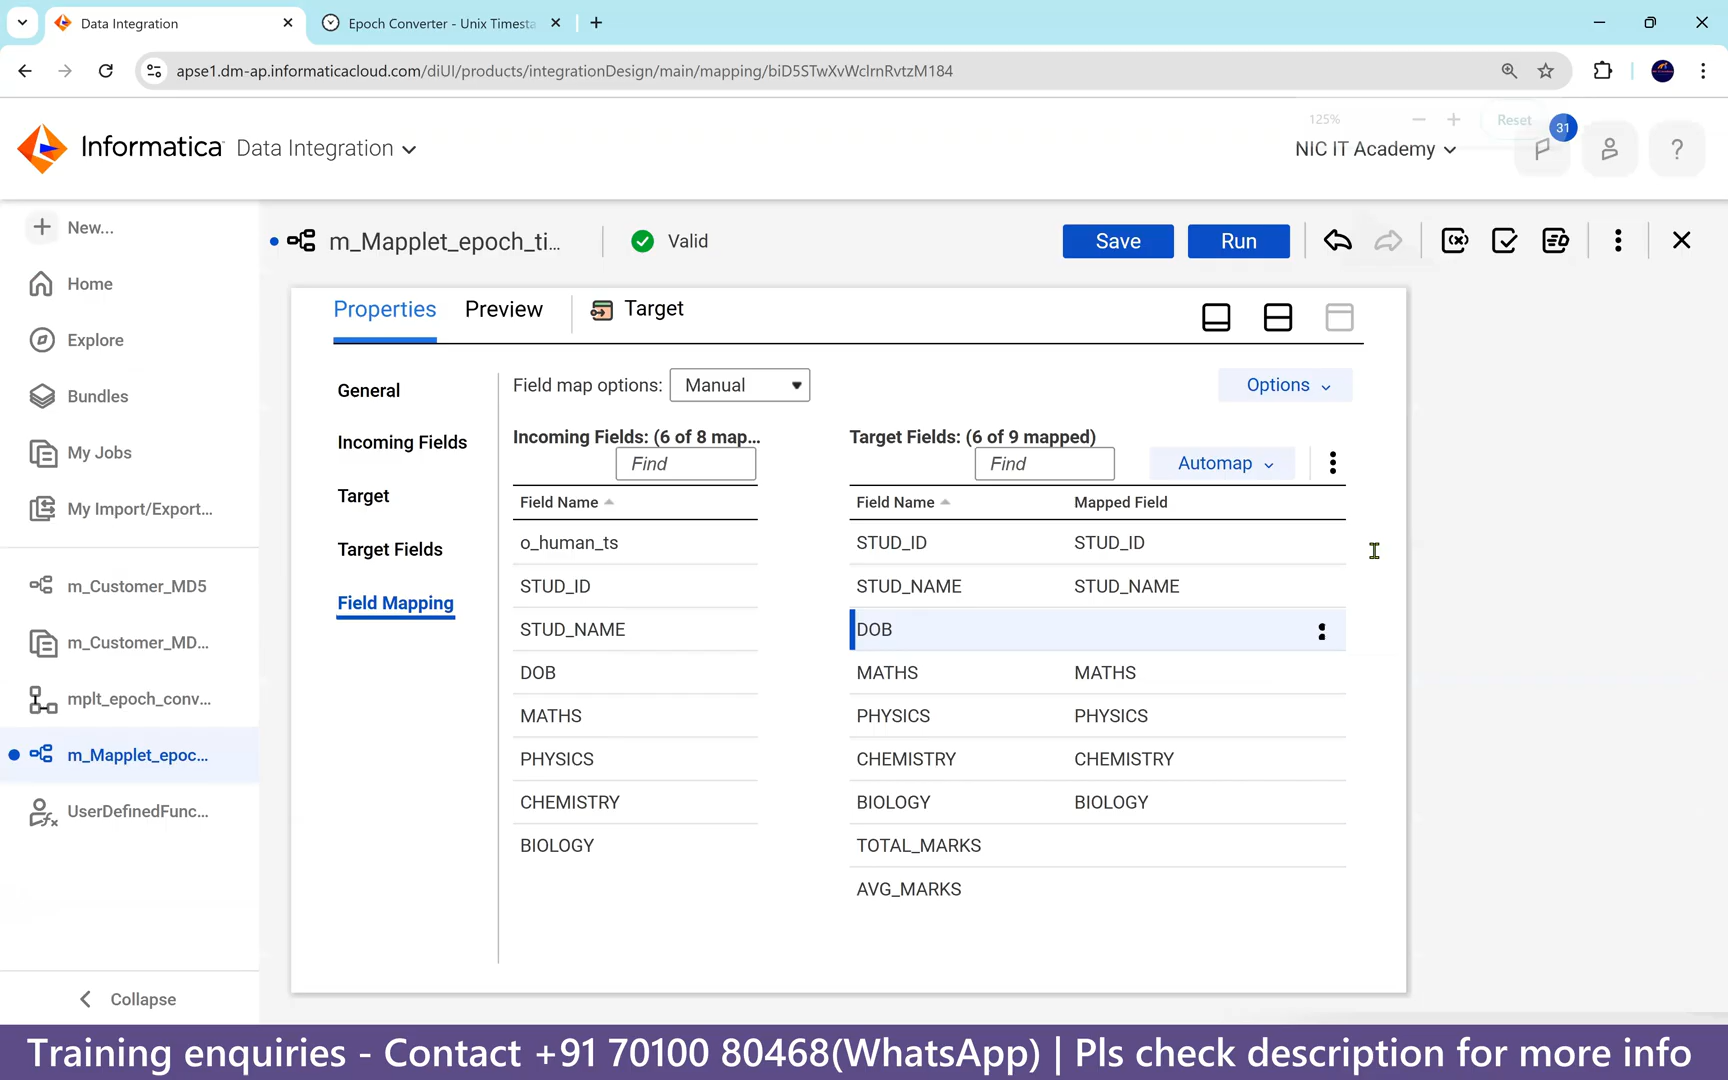 Data Integration
Epoch Converter - Unix Timesta
apse1.dm-ap.informaticacloud.com/diUI/products/integrationDesign/main/mapping/biD5STwXvWclrnRvtzM184
125%
Reset
31
Informatica Data Integration
NIC IT Academy
New...
Home
Explore
Bundles
My Jobs
My Import/Export...
m_Customer_MD5
m_Customer_MD...
mplt_epoch_conv...
m_Mapplet_epoc...
UserDefinedFunc...
Collapse
m_Mapplet_epoch_ti...
Valid
Save
Run
Properties
Preview
Target
General
Incoming Fields
Target
Target Fields
Field Mapping
Field map options: Manual
Options
Incoming Fields: (6 of 8 map...
Find
Field Name
o_human_ts
STUD_ID
STUD_NAME
DOB
MATHS
PHYSICS
CHEMISTRY
BIOLOGY
Target Fields: (6 of 9 mapped)
Find
Automap
Field Name Mapped Field
STUD_ID STUD_ID
STUD_NAME STUD_NAME
DOB
MATHS MATHS
PHYSICS PHYSICS
CHEMISTRY CHEMISTRY
BIOLOGY BIOLOGY
TOTAL_MARKS
AVG_MARKS
Training enquiries - Contact +91 70100 80468(WhatsApp) | Pls check description for more info